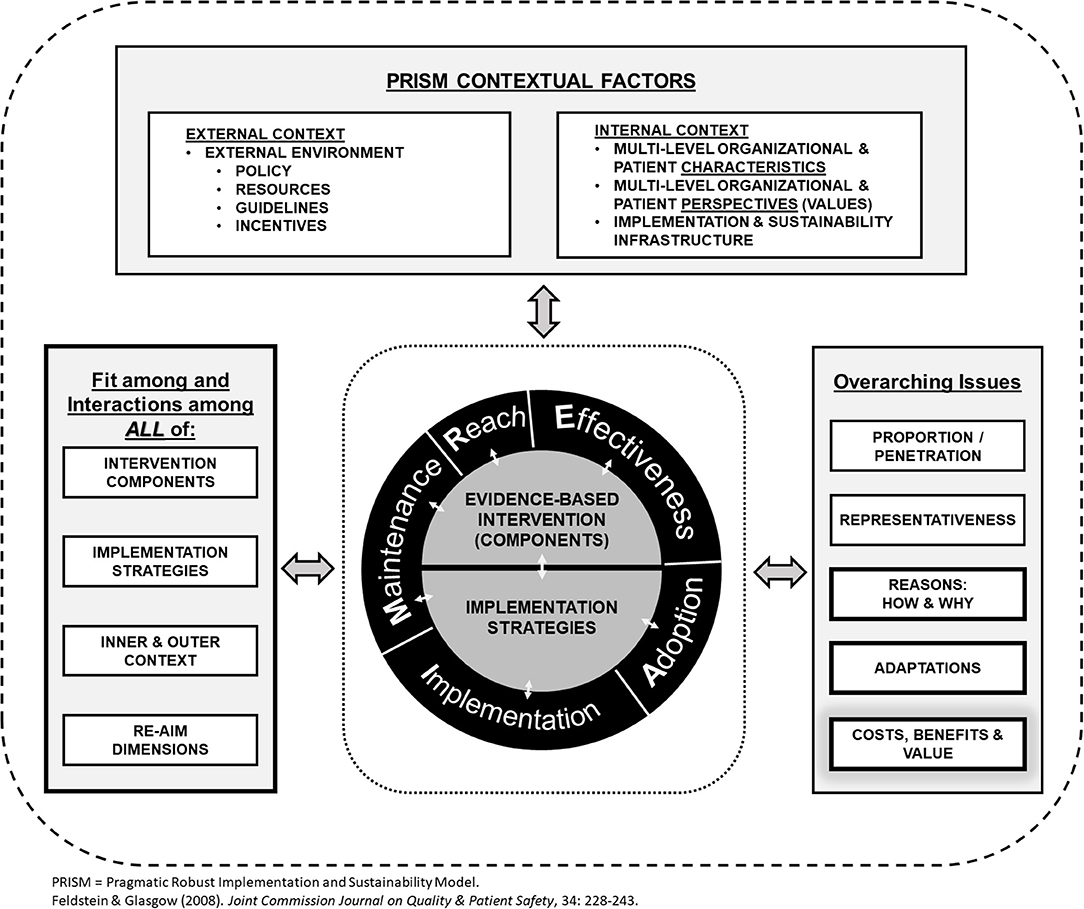 PRISM CONTEXTUAL FACTORS
EXTERNAL CONTEXT
• EXTERNAL ENVIRONMENT
• POLICY
• RESOURCES
• GUIDELINES
• INCENTIVES
INTERNAL CONTEXT
• MULTI-LEVEL ORGANIZATIONAL &
PATIENT CHARACTERISTICS
• MULTI-LEVEL ORGANIZATIONAL &
PATIENT PERSPECTIVES (VALUES)
• IMPLEMENTATION & SUSTAINABILITY
INFRASTRUCTURE
Fit among and
Interactions among
ALL of:
INTERVENTION
COMPONENTS
IMPLEMENTATION
STRATEGIES
INNER & OUTER
CONTEXT
RE-AIM
DIMENSIONS
Reach
Effectiveness
Adoption
Implementation
Maintenance
EVIDENCE-BASED
INTERVENTION
(COMPONENTS)
IMPLEMENTATION
STRATEGIES
Overarching Issues
PROPORTION /
PENETRATION
REPRESENTATIVENESS
REASONS:
HOW & WHY
ADAPTATIONS
COSTS, BENEFITS &
VALUE
PRISM = Pragmatic Robust Implementation and Sustainability Model.
Feldstein & Glasgow (2008). Joint Commission Journal on Quality & Patient Safety, 34: 228-243.